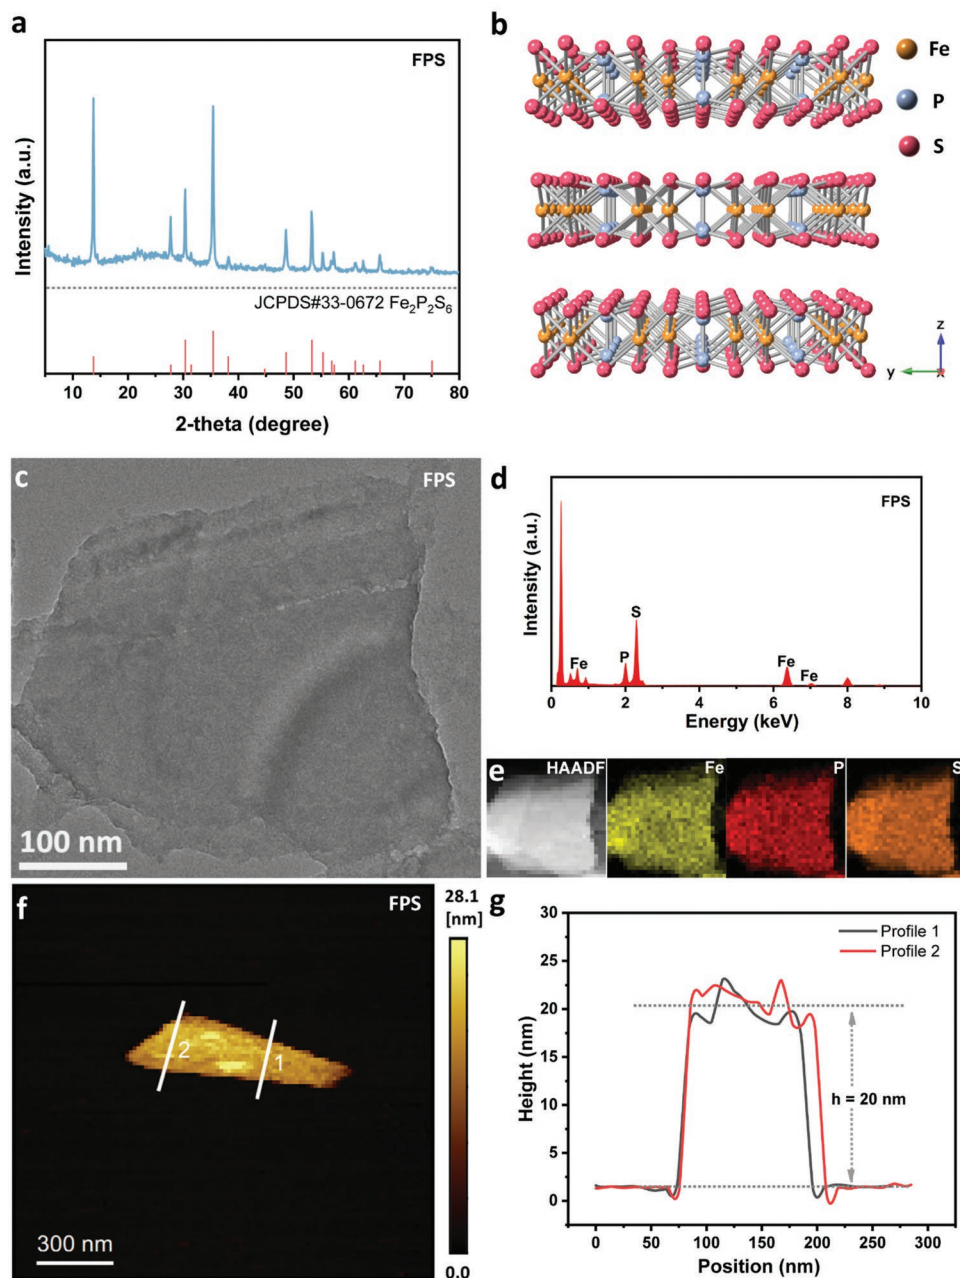 a
FPS
Intensity (a.u.)
JCPDS#33-0672 Fe₂P₂S₆
10 20 30 40 50 60 70 80
2-theta (degree)
b
Fe
P
S
z
y
x
c
FPS
100 nm
d
FPS
Intensity (a.u.)
Fe
P
S
Fe
Fe
0 2 4 6 8 10
Energy (keV)
e
HAADF
Fe
P
S
f
FPS
28.1
[nm]
2
1
300 nm
0.0
g
Profile 1
Profile 2
Height (nm)
30
25
20
15
10
5
0
h = 20 nm
0 50 100 150 200 250 300
Position (nm)